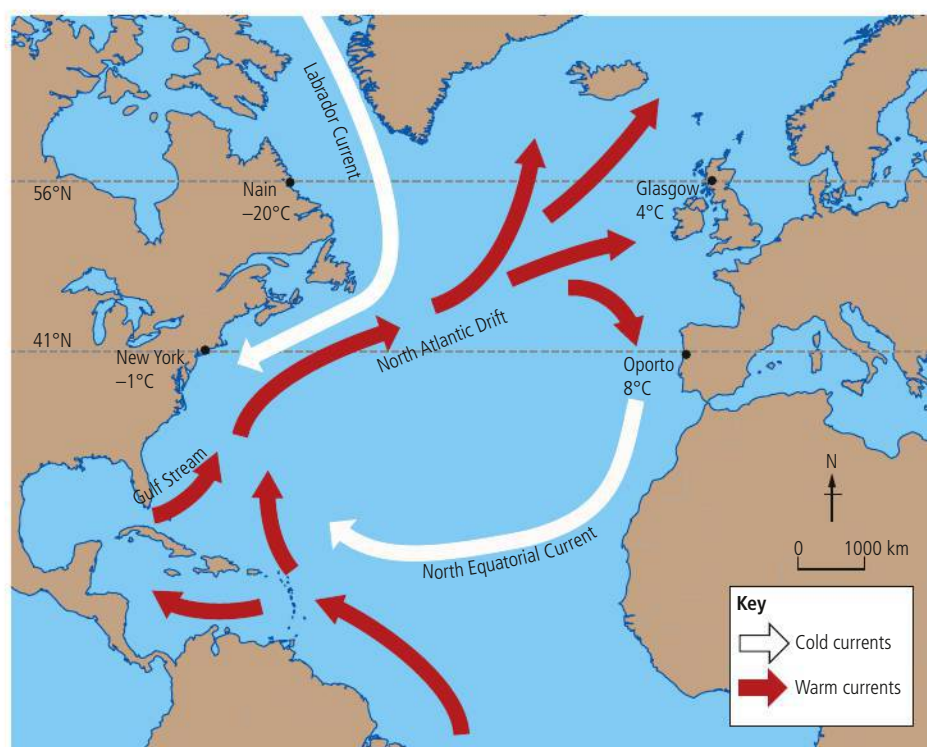 Labrador Current
56°N
Nain
–20°C
Glasgow
4°C
41°N
New York
–1°C
North Atlantic Drift
Oporto
8°C
Gulf Stream
North Equatorial Current
N
0 1000 km
Key
Cold currents
Warm currents